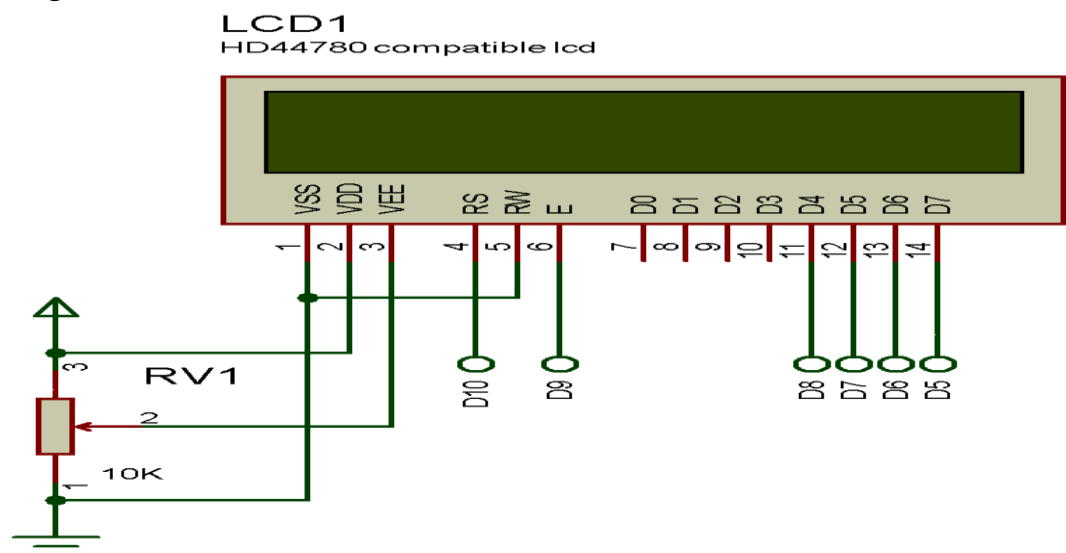 LCD1
HD44780 compatible lcd
VSS VDD VEE RS RW E D0 D1 D2 D3 D4 D5 D6 D7
1 2 3 4 5 6 7 8 9 10 11 12 13 14
3
RV1
D10 D9 D8 D7 D6 D5
2
10K
1